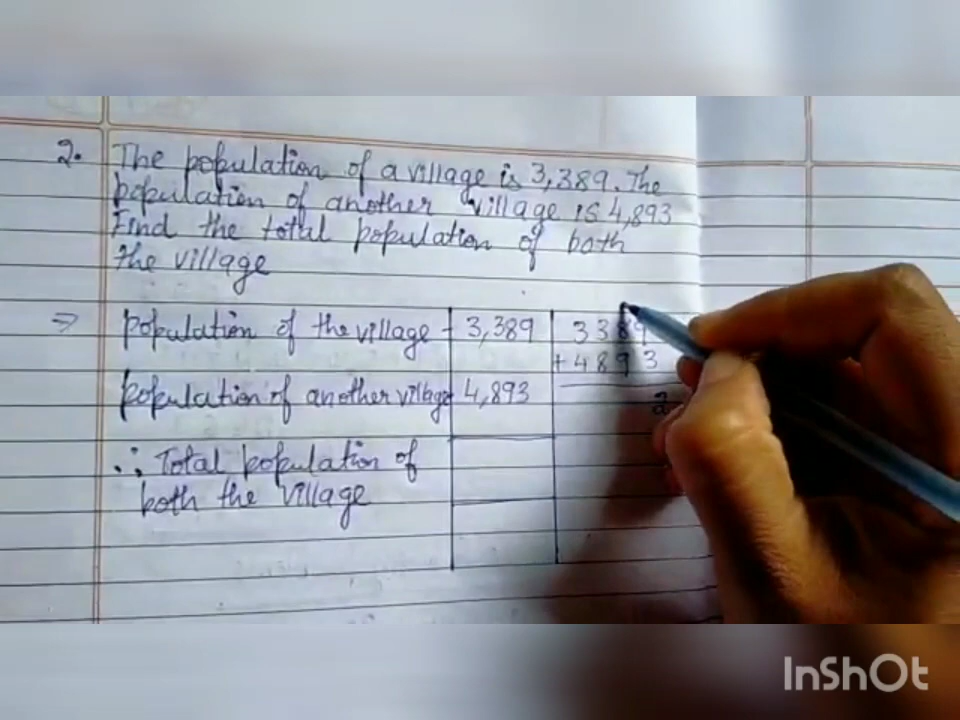 2. The population of a village is 3,389. The
population of another village is 4,893
Find the total population of both
the village
⇒ population of the village - 3,389 3389
+ 4893
population of another village 4,893 2
∴ Total population of
both the village
InShOt